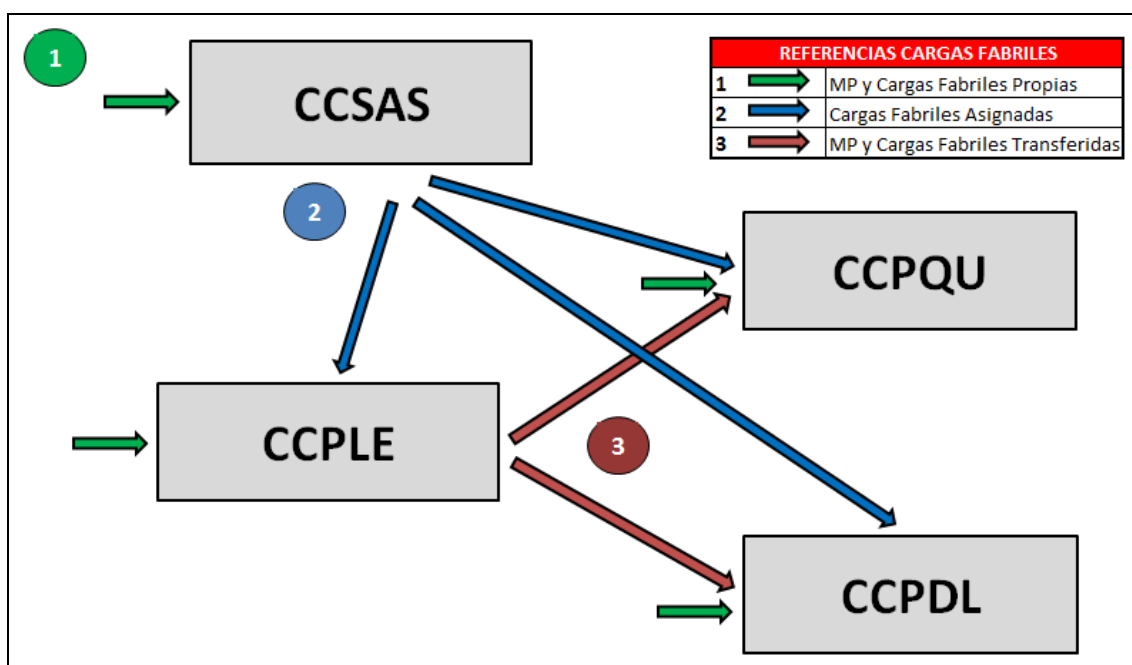 1
CCSAS
REFERENCIAS CARGAS FABRILES
1 MP y Cargas Fabriles Propias
2 Cargas Fabriles Asignadas
3 MP y Cargas Fabriles Transferidas
2
CCPQU
CCPLE
3
CCPDL